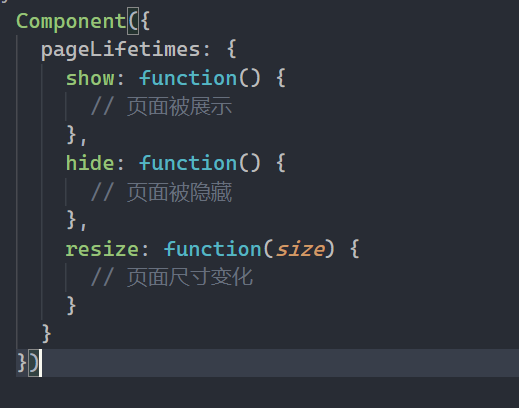 Component({
  pageLifetimes: {
    show: function() {
      // 页面被展示
    },
    hide: function() {
      // 页面被隐藏
    },
    resize: function(size) {
      // 页面尺寸变化
    }
  }
})